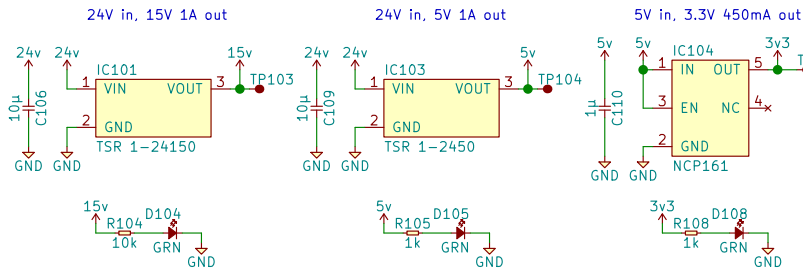 24V in, 15V 1A out
24V in, 5V 1A out
5V in, 3.3V 450mA out
24v
24v
15v
IC101
1
VIN
VOUT
3
TP103
10µ
C106
2
GND
TSR 1-24150
GND
GND
24v
24v
5v
IC103
1
VIN
VOUT
3
TP104
10µ
C109
2
GND
TSR 1-2450
GND
GND
5v
5v
3v3
IC104
1
IN
OUT
5
T
3
EN
NC
4
1µ
C110
2
GND
NCP161
GND
GND
15v
R104
10k
D104
GRN
GND
5v
R105
1k
D105
GRN
GND
3v3
R108
1k
D108
GRN
GND